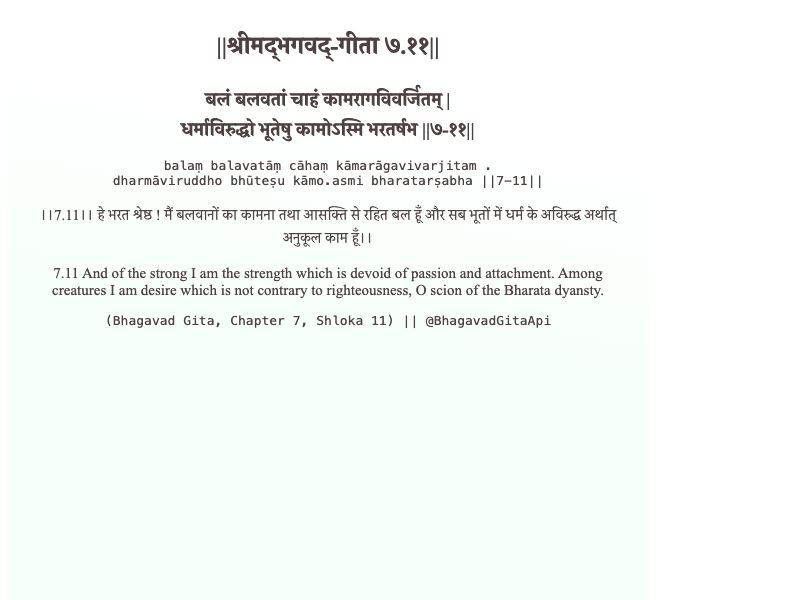 ||श्रीमद्‍भगवद्‍-गीता ७.११||
बलं बलवतां चाहं कामरागविवर्जितम् |
धर्माविरुद्धो भूतेषु कामोऽस्मि भरतर्षभ ||७-११||
balaṃ balavatāṃ cāhaṃ kāmarāgavivarjitam .
dharmāviruddho bhūteṣu kāmo.asmi bharatarṣabha ||7-11||
।।7.11।। हे भरत श्रेष्ठ ! मैं बलवानों का कामना तथा आसक्ति से रहित बल हूँ और सब भूतों में धर्म के अविरुद्ध अर्थात्
अनुकूल काम हूँ।।
7.11 And of the strong I am the strength which is devoid of passion and attachment. Among
creatures I am desire which is not contrary to righteousness, O scion of the Bharata dyansty.
(Bhagavad Gita, Chapter 7, Shloka 11) || @BhagavadGitaApi